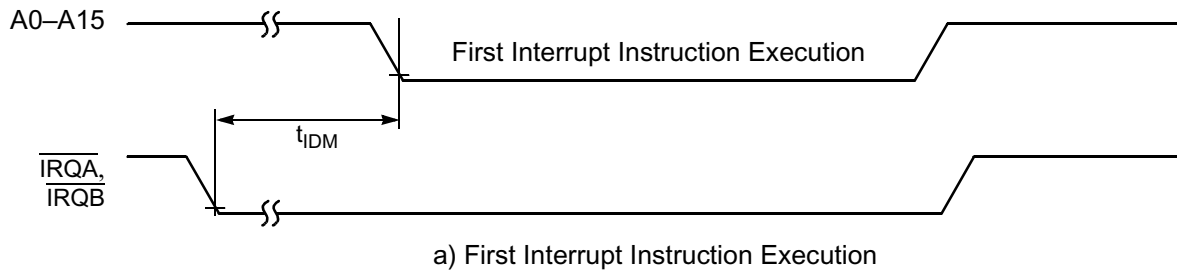 A0–A15
First Interrupt Instruction Execution
tIDM
IRQA,
IRQB
a) First Interrupt Instruction Execution